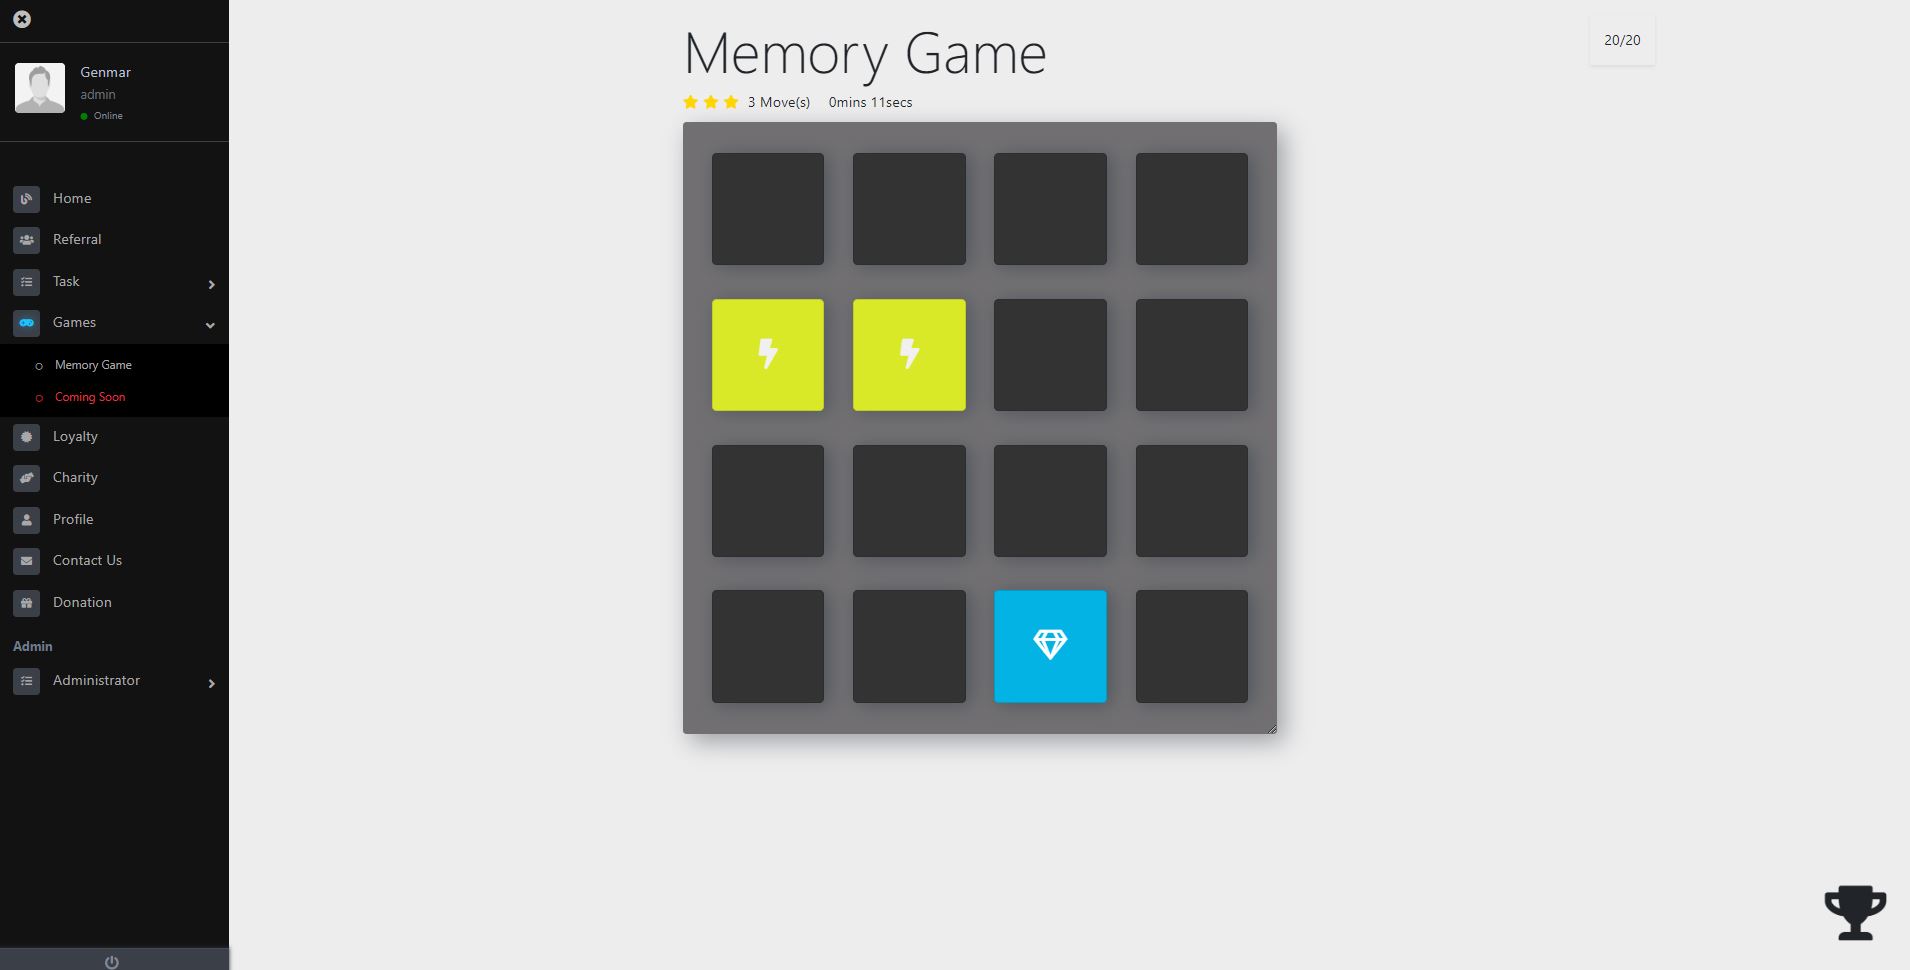 Genmar
admin
Online
Home
Referral
Task
Games
Memory Game
Coming Soon
Loyalty
Charity
Profile
Contact Us
Donation
Admin
Administrator
Memory Game
3 Move(s) 0mins 11secs
20/20